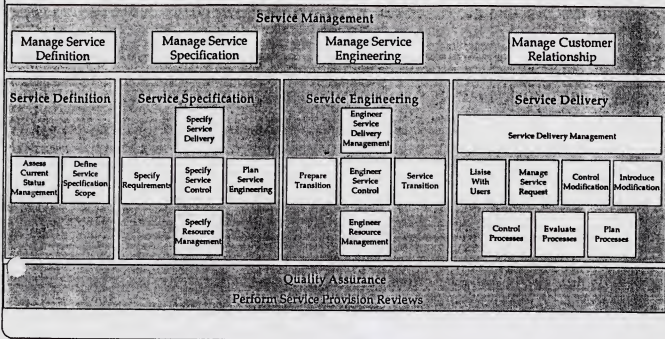 Service Management
Manage Service
Definition
Manage Service
Specification
Manage Service
Engineering
Manage Customer
Relationship
Service Definition
Assess
Current
Status
Management
Define
Service
Specification
Scope
Service Specification
Specify
Service
Delivery
Specify
Requirements
Specify
Service
Control
Plan
Service
Engineering
Specify
Resource
Management
Service Engineering
Engineer
Service
Delivery
Management
Prepare
Transition
Engineer
Service
Control
Service
Transition
Engineer
Resource
Management
Service Delivery
Service Delivery Management
Liaise
With
Users
Manage
Service
Request
Control
Modification
Introduce
Modification
Control
Processes
Evaluate
Processes
Plan
Processes
Quality Assurance
Perform Service Provision Reviews